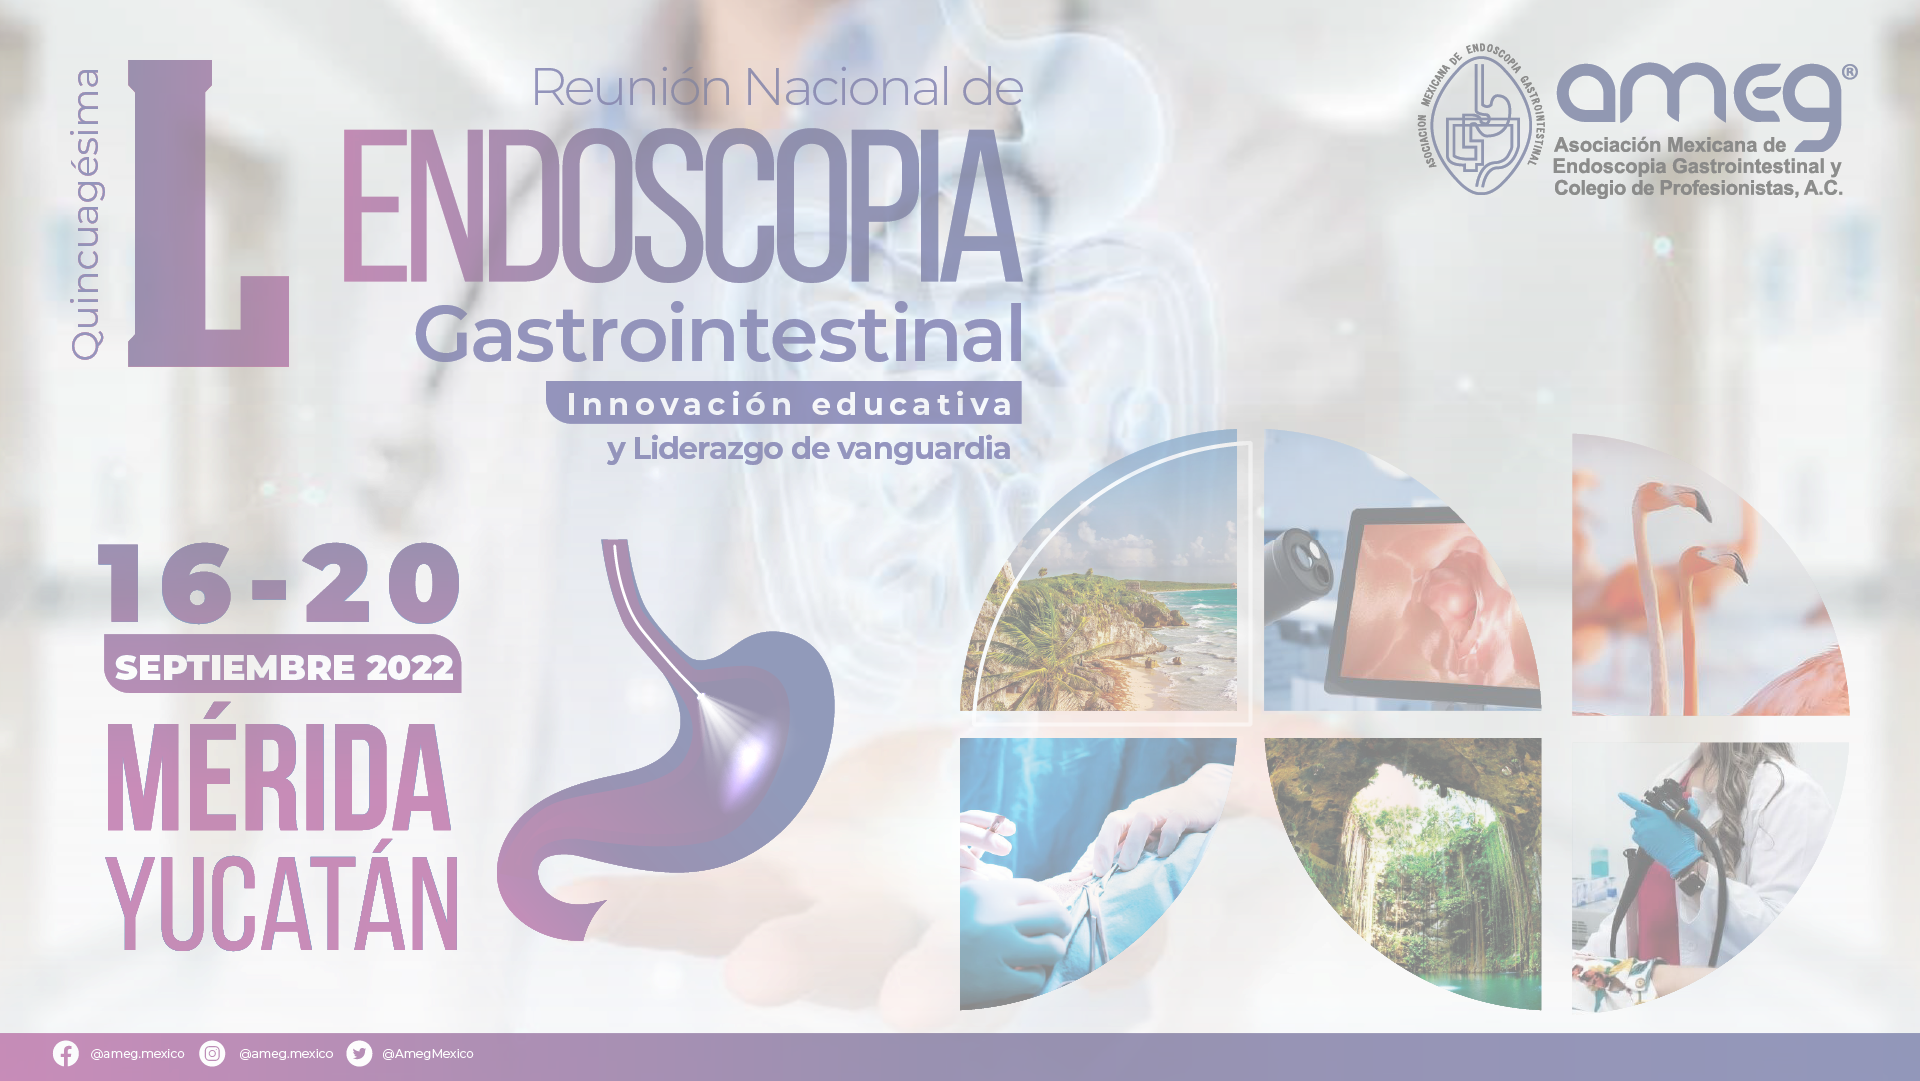 Quincuagésima
L
Reunión Nacional de
ENDOSCOPIA
Gastrointestinal
Innovación educativa
y Liderazgo de vanguardia
ASOCIACION MEXICANA DE ENDOSCOPIA GASTROINTESTINAL
ameg®
Asociación Mexicana de
Endoscopia Gastrointestinal y
Colegio de Profesionistas, A.C.
16-20
SEPTIEMBRE 2022
MÉRIDA
YUCATÁN
@ameg.mexico @ameg.mexico @AmegMexico